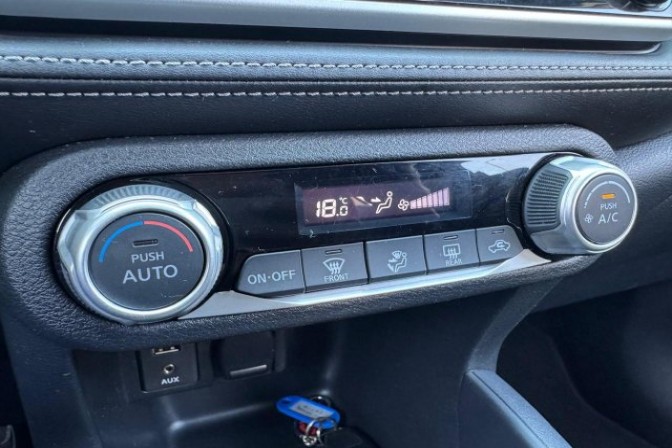 18.0
°C
PUSH
AUTO
ON·OFF
FRONT
REAR
PUSH
A/C
AUX